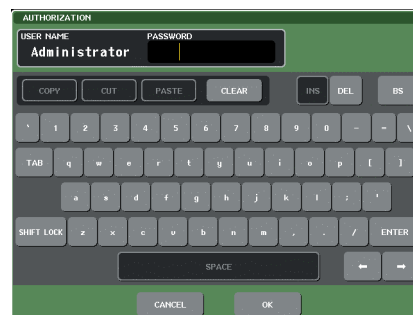 AUTHORIZATION
USER NAME PASSWORD
Administrator
COPY CUT PASTE CLEAR INS DEL BS
` 1 2 3 4 5 6 7 8 9 0 - = \
TAB q w e r t y u i o p [ ]
a s d f g h j k l ; '
SHIFT LOCK z x c v b n m , . / ENTER
SPACE ← →
CANCEL OK